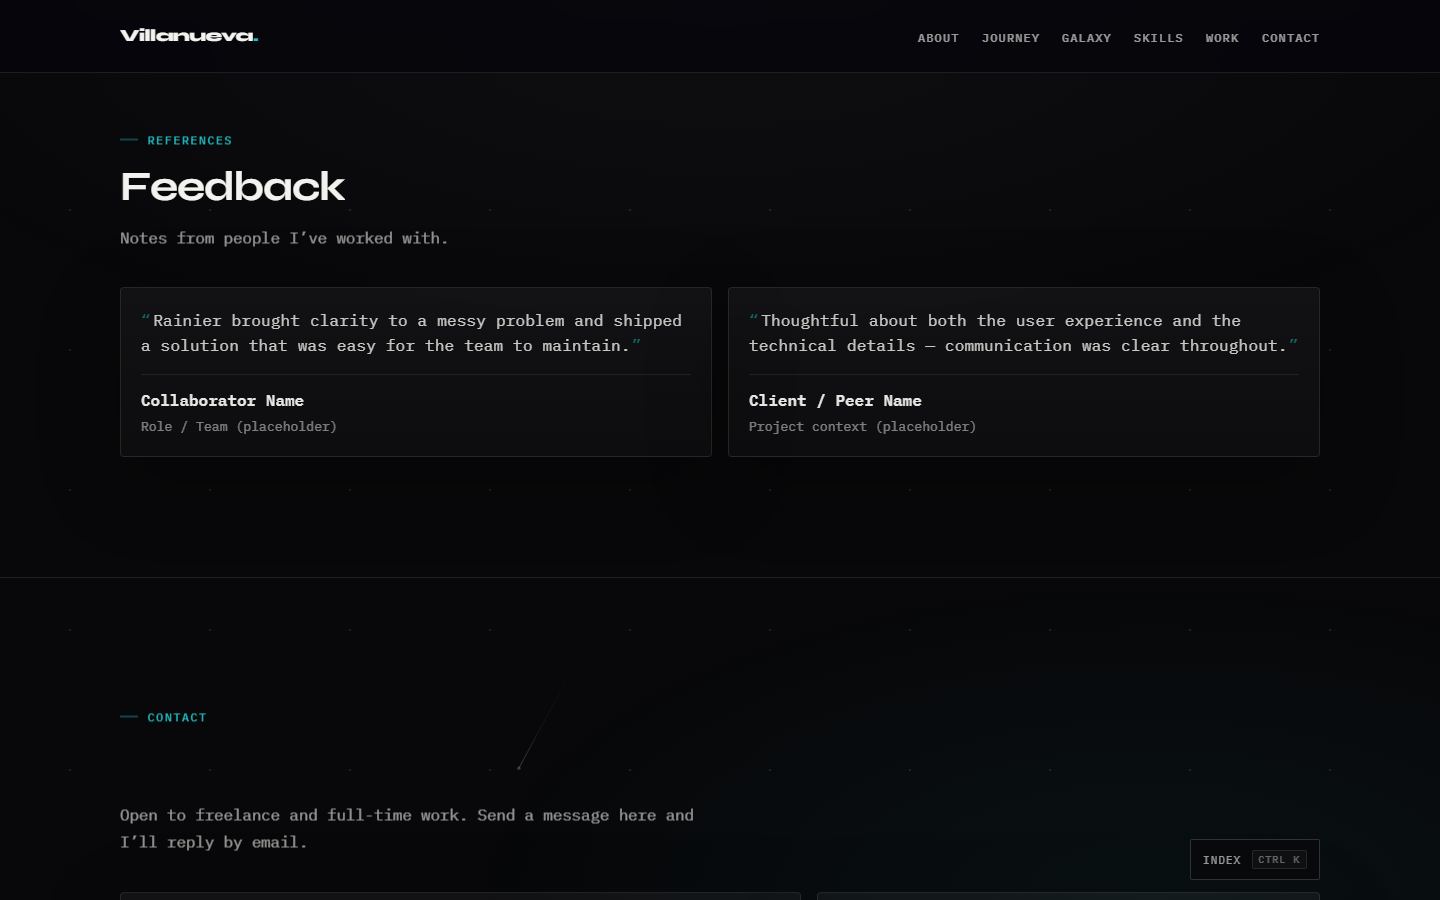 Villanueva.
ABOUT JOURNEY GALAXY SKILLS WORK CONTACT
REFERENCES
Feedback
Notes from people I’ve worked with.
“Rainier brought clarity to a messy problem and shipped
a solution that was easy for the team to maintain.”
Collaborator Name
Role / Team (placeholder)
“Thoughtful about both the user experience and the
technical details — communication was clear throughout.”
Client / Peer Name
Project context (placeholder)
CONTACT
Open to freelance and full-time work. Send a message here and
I’ll reply by email.
INDEX CTRL K